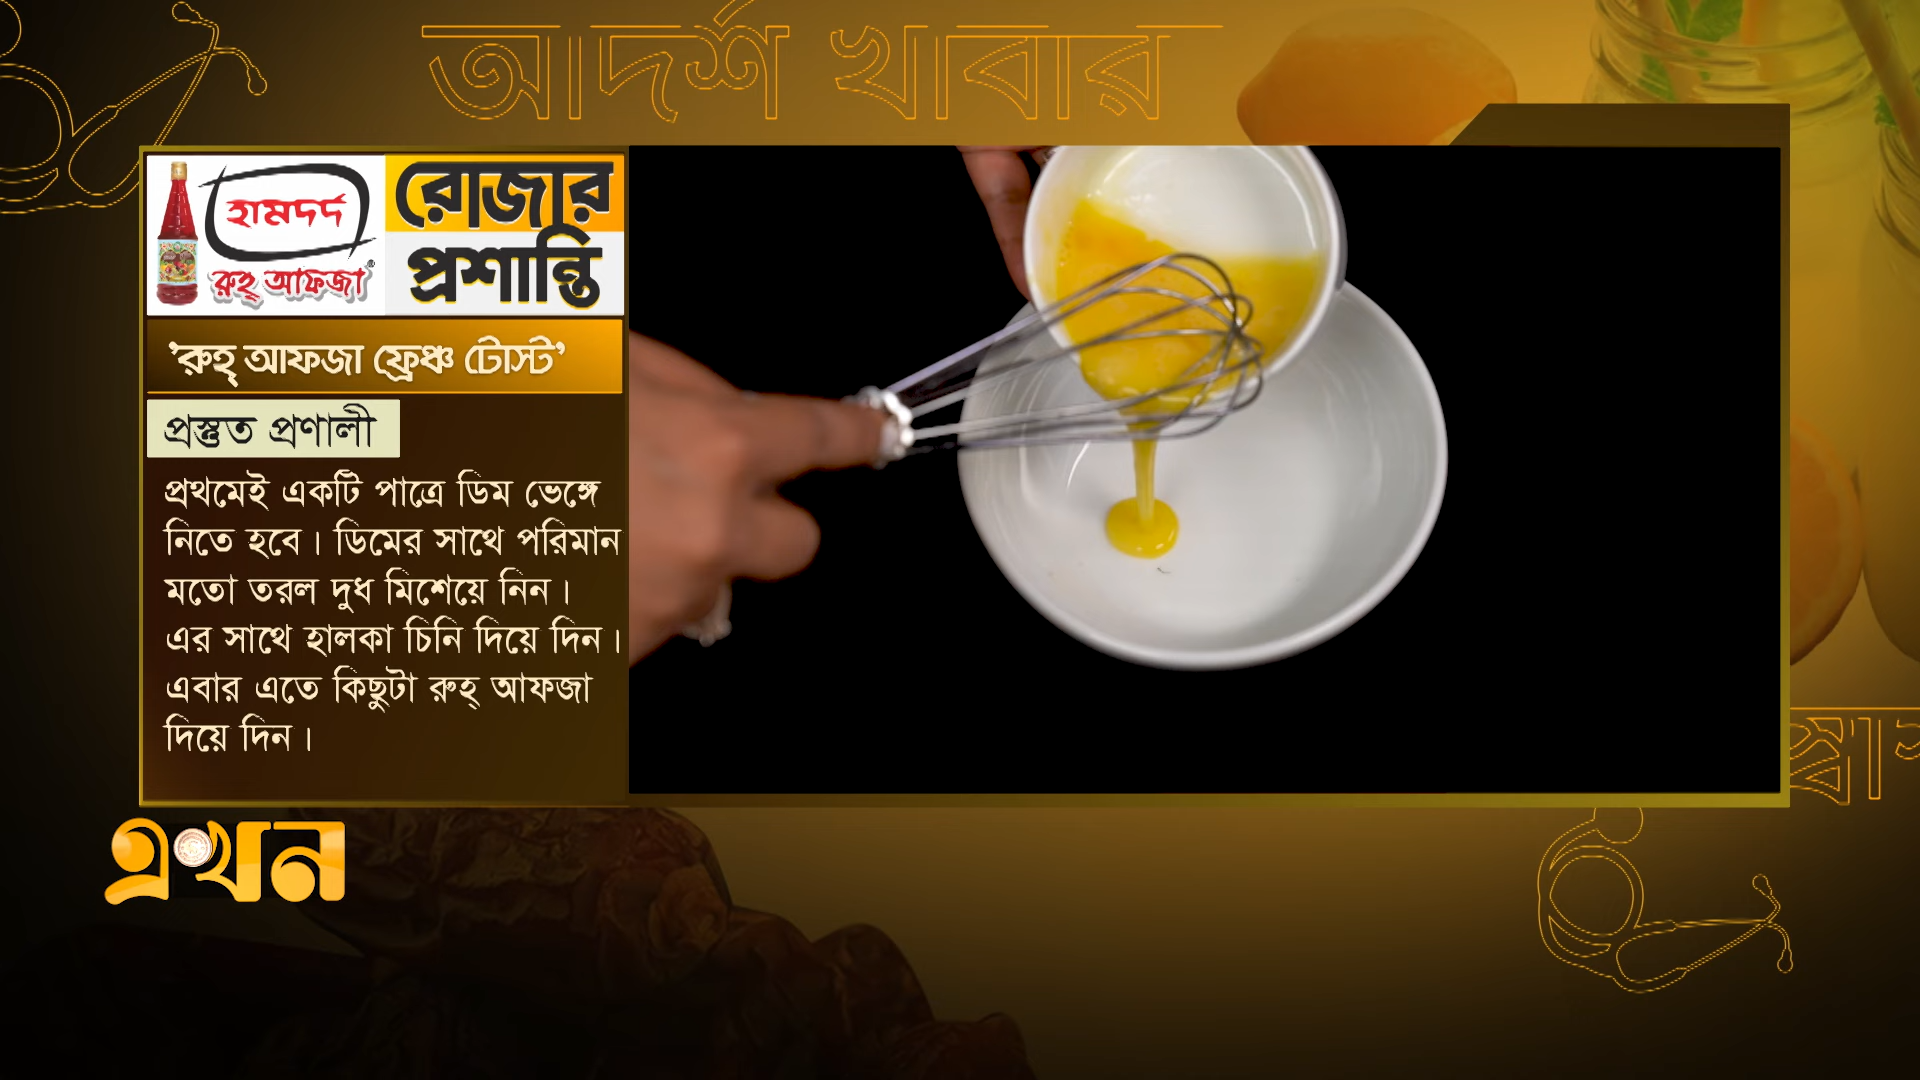 আদর্শ খাবার
হামদর্দ
রুহ্ আফজা
রোজার
প্রশান্তি
'রুহ্ আফজা ফ্রেঞ্চ টোস্ট'
প্রস্তুত প্রণালী
প্রথমেই একটি পাত্রে ডিম ভেঙ্গে
নিতে হবে। ডিমের সাথে পরিমান
মতো তরল দুধ মিশেয়ে নিন।
এর সাথে হালকা চিনি দিয়ে দিন।
এবার এতে কিছুটা রুহ্ আফজা
দিয়ে দিন।
এখন